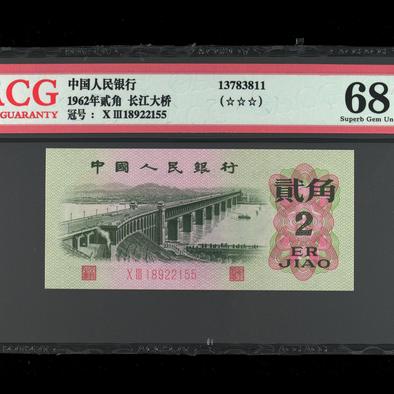 ACG
GUARANTY
中国人民银行
1962年贰角 长江大桥
冠号： X Ⅲ18922155
13783811
(☆☆☆)
68
Superb Gem Un
中國人民銀行
貳角
2
ER
JIAO
X Ⅲ 18922155